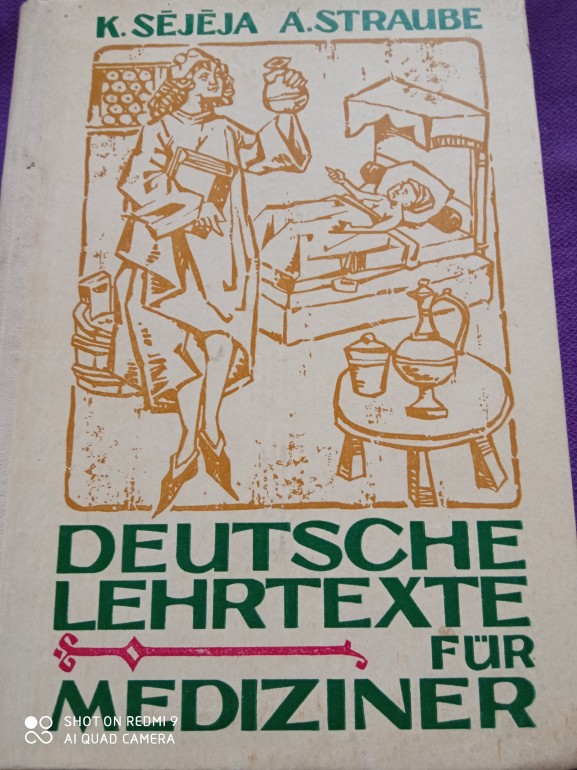 K. SĒJĒJA A. STRAUBE
DEUTSCHE
LEHRTEXTE
FÜR
MEDIZINER
SHOT ON REDMI 9
AI QUAD CAMERA